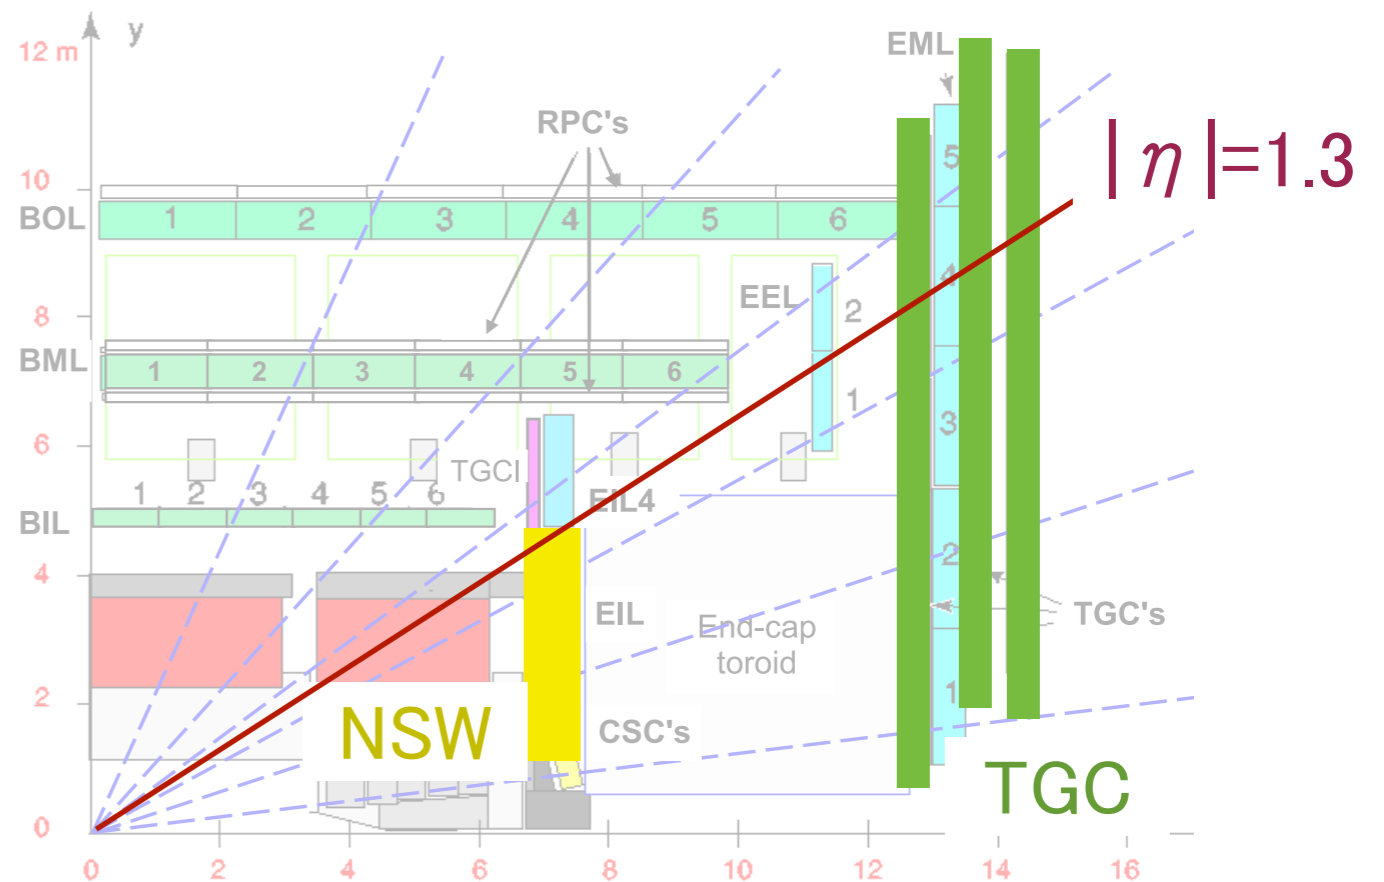 y
12 m
EML
RPC's
| η |=1.3
5
10
BOL
1 2 3 4 5 6
4
EEL
2
8
BML
1 2 3 4 5 6
1
3
6
TGCI
1 2 3 4 5 6
EIL4
BIL
2
4
EIL
TGC's
End-cap
toroid
2
1
NSW
CSC's
TGC
0
0 2 4 6 8 10 12 14 16